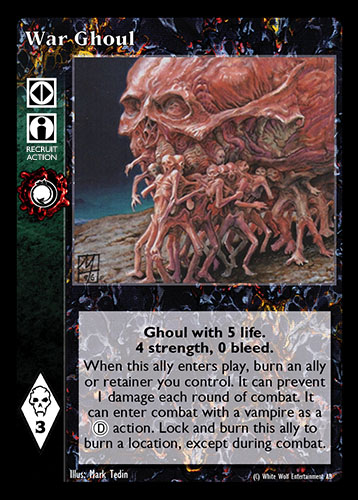 War Ghoul
RECRUIT
ACTION
Ghoul with 5 life.
4 strength, 0 bleed.
When this ally enters play, burn an ally
or retainer you control. It can prevent
1 damage each round of combat. It
can enter combat with a vampire as a
Ⓓ action. Lock and burn this ally to
burn a location, except during combat.
3
Illus: Mark Tedin
(C) White Wolf Entertainment AB